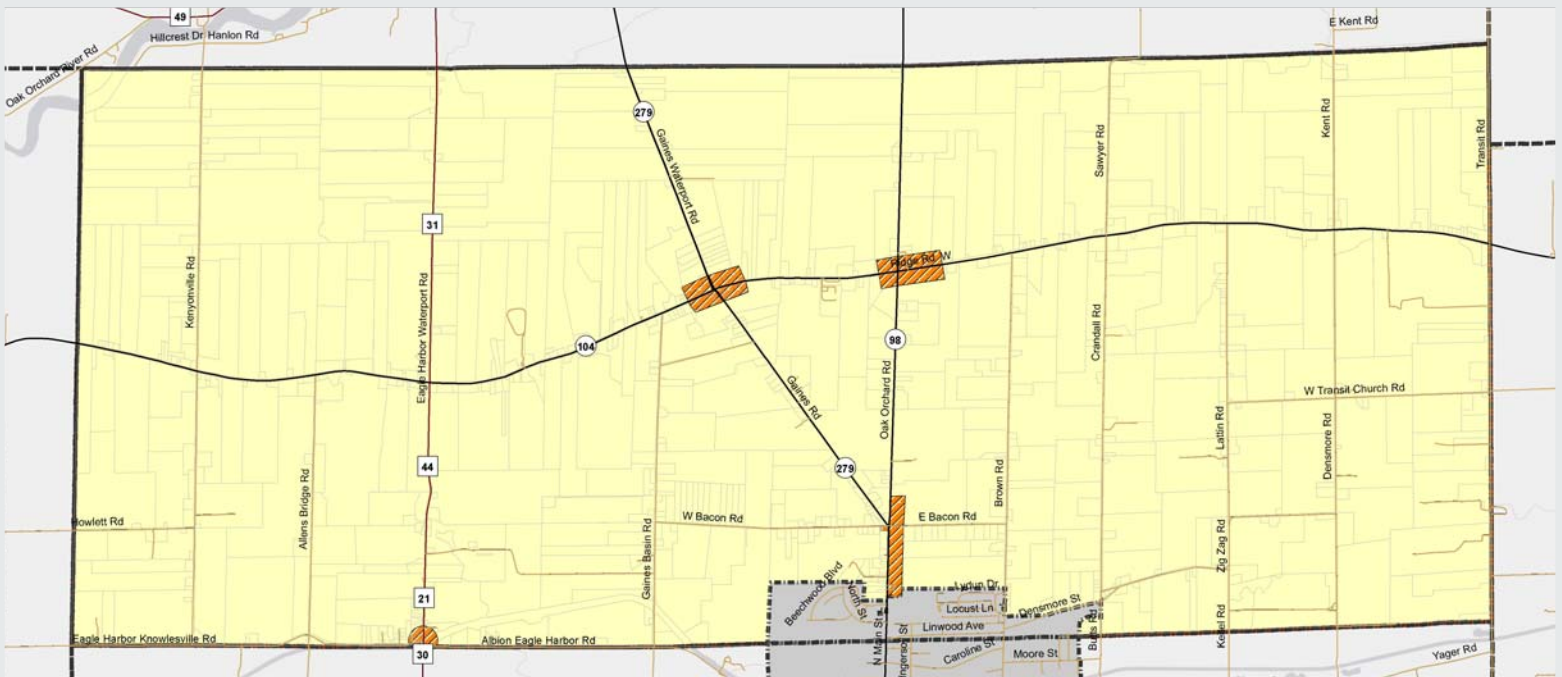 49
Hillcrest Dr Hanlon Rd
E Kent Rd
Oak Orchard River Rd
279
Gaines Waterport Rd
Sawyer Rd
Kent Rd
Transit Rd
31
Kenyonville Rd
Eagle Harbor Waterport Rd
Ridge Rd W
104
98
Crandall Rd
Oak Orchard Rd
Gaines Rd
W Transit Church Rd
Lattin Rd
Densmore Rd
44
279
Allens Bridge Rd
Brown Rd
Howlett Rd
W Bacon Rd
E Bacon Rd
Gaines Basin Rd
Zig Zag Rd
21
Beechwood Blvd
North St
Lydun Dr
Locust Ln
Densmore St
Linwood Ave
Eagle Harbor Knowlesville Rd
Albion Eagle Harbor Rd
30
N Main St
Ingersoll St
Caroline St
Moore St
Butts Rd
Keitel Rd
Yager Rd